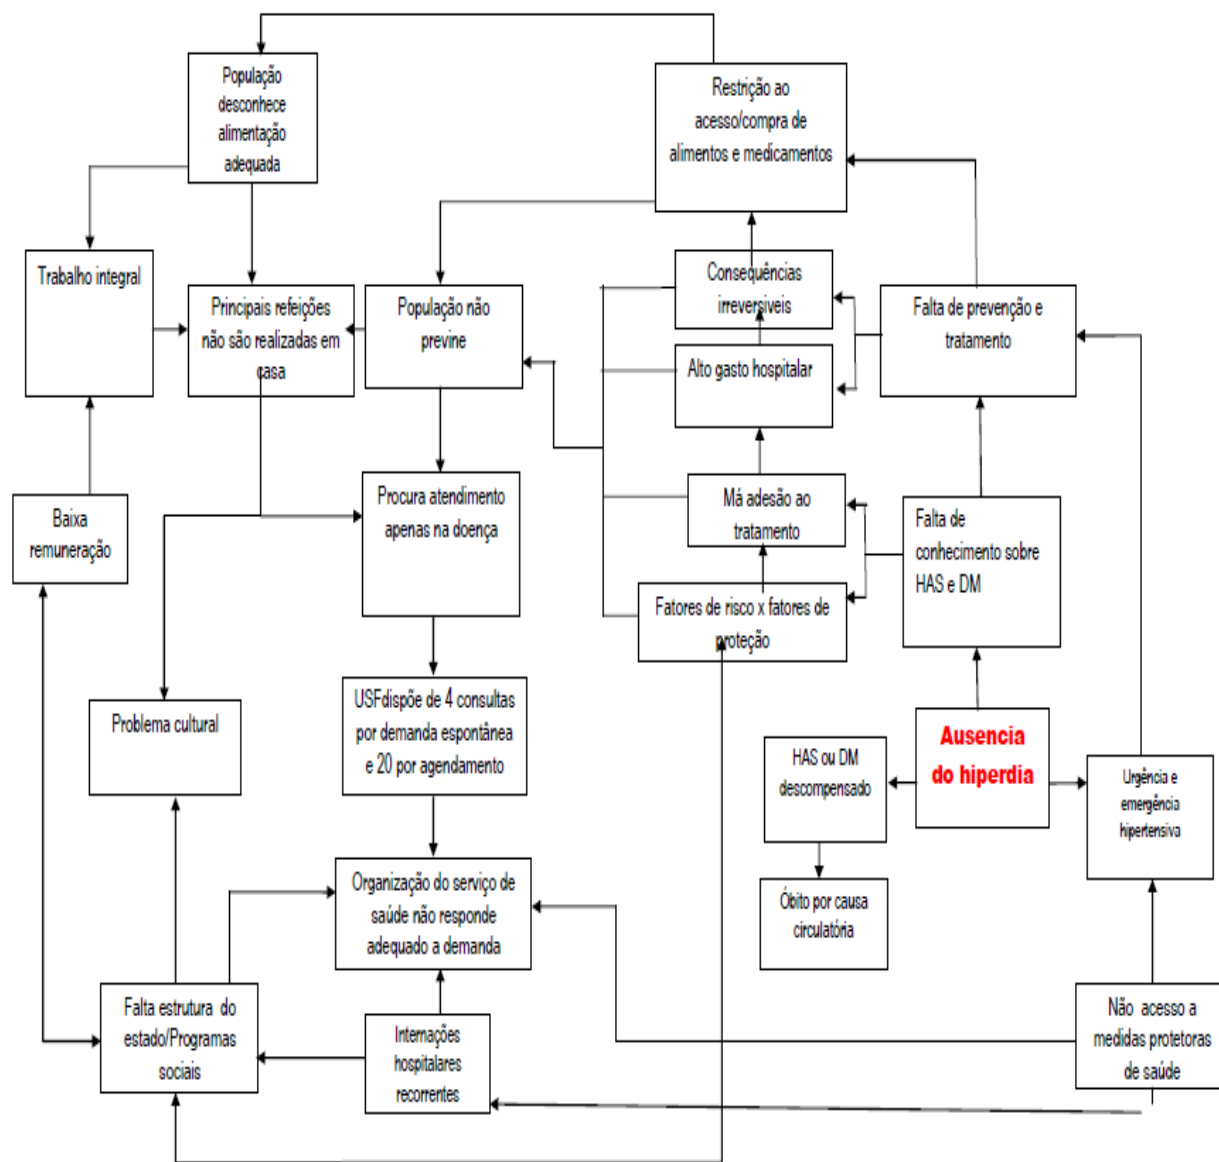 População
desconhece
alimentação
adequada
Restrição ao
acesso/compra de
alimentos e medicamentos
Trabalho integral
Principais refeições
não são realizadas em
casa
População não
previne
Consequências
irreversiveis
Alto gasto hospitalar
Falta de prevenção e
tratamento
Baixa
remuneração
Procura atendimento
apenas na doença
Má adesão ao
tratamento
Falta de
conhecimento sobre
HAS e DM
Fatores de risco x fatores de
proteção
Problema cultural
USFdispõe de 4 consultas
por demanda espontânea
e 20 por agendamento
HAS ou DM
descompensado
Ausencia
do hiperdia
Urgência e
emergência
hipertensiva
Organização do serviço de
saúde não responde
adequado a demanda
Óbito por causa
circulatória
Falta estrutura do
estado/Programas
sociais
Internações
hospitalares
recorrentes
Não acesso a
medidas protetoras
de saúde